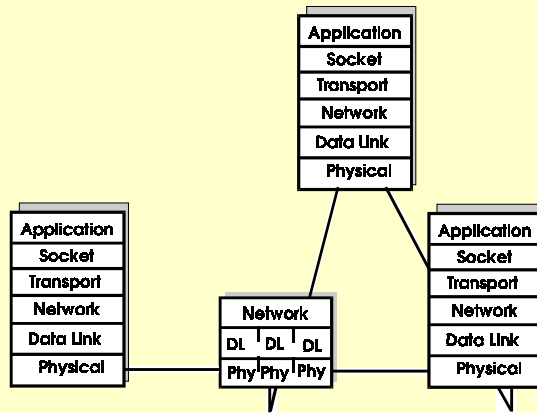 Application
Socket
Transport
Network
Data Link
Physical
Application
Socket
Transport
Network
Data Link
Physical
Network
DL DL DL
Phy Phy Phy
Application
Socket
Transport
Network
Data Link
Physical